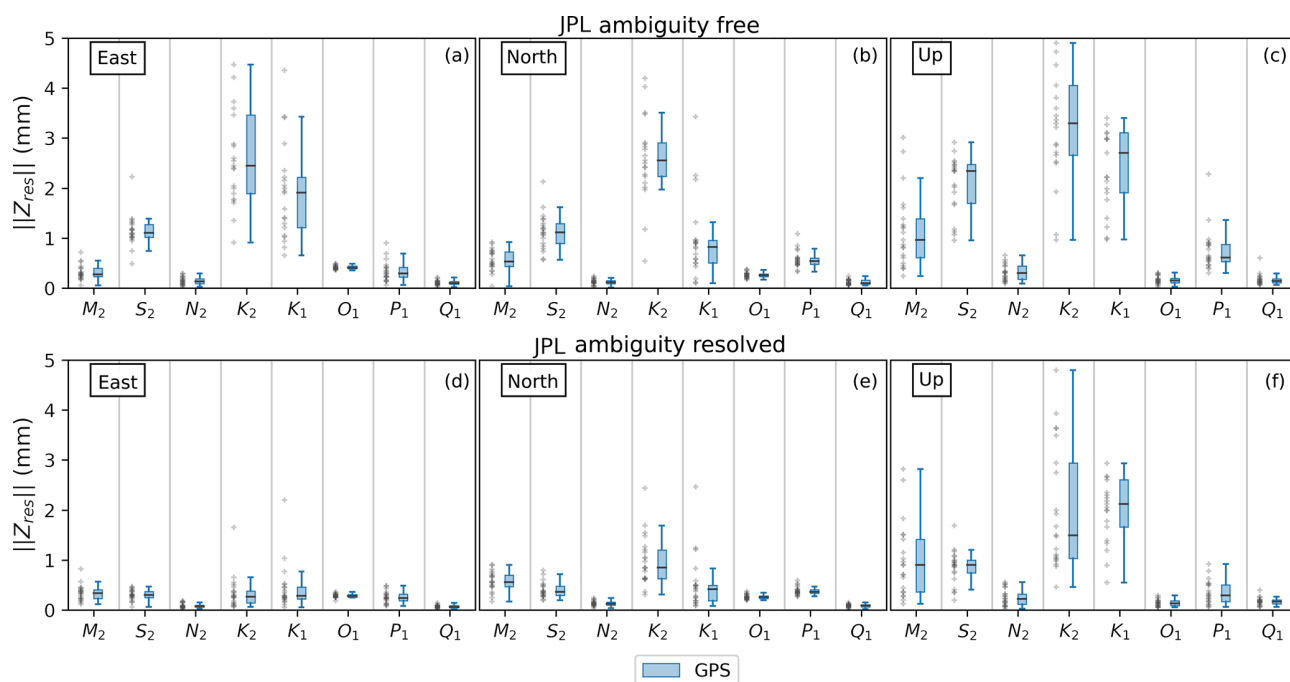 JPL ambiguity free
5 East (a) North (b) Up (c)
4
3
2
1
0
||Z_res|| (mm)
M₂ S₂ N₂ K₂ K₁ O₁ P₁ Q₁ M₂ S₂ N₂ K₂ K₁ O₁ P₁ Q₁ M₂ S₂ N₂ K₂ K₁ O₁ P₁ Q₁
JPL ambiguity resolved
5 East (d) North (e) Up (f)
4
3
2
1
0
||Z_res|| (mm)
M₂ S₂ N₂ K₂ K₁ O₁ P₁ Q₁ M₂ S₂ N₂ K₂ K₁ O₁ P₁ Q₁ M₂ S₂ N₂ K₂ K₁ O₁ P₁ Q₁
GPS